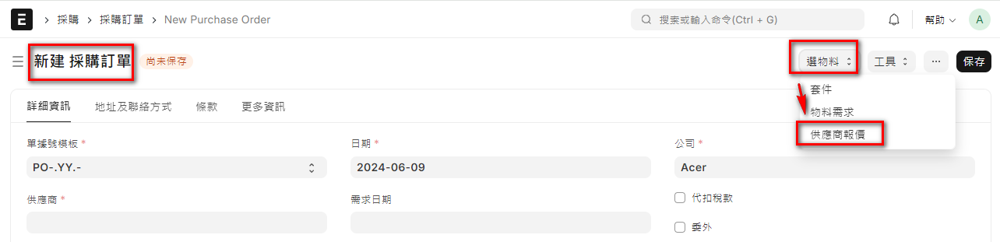 E 採購 採購訂單 New Purchase Order 搜索或輸入命令(Ctrl + G) 幫助 A
新建 採購訂單 尚未保存 选物料 工具 ... 保存
套件
物料需求
供應商報價
詳細資訊 地址及聯絡方式 條款 更多資訊
單據號模板 * 日期 * 公司 *
PO-.YY.- 2024-06-09 Acer
供應商 * 需求日期 代扣稅款
委外